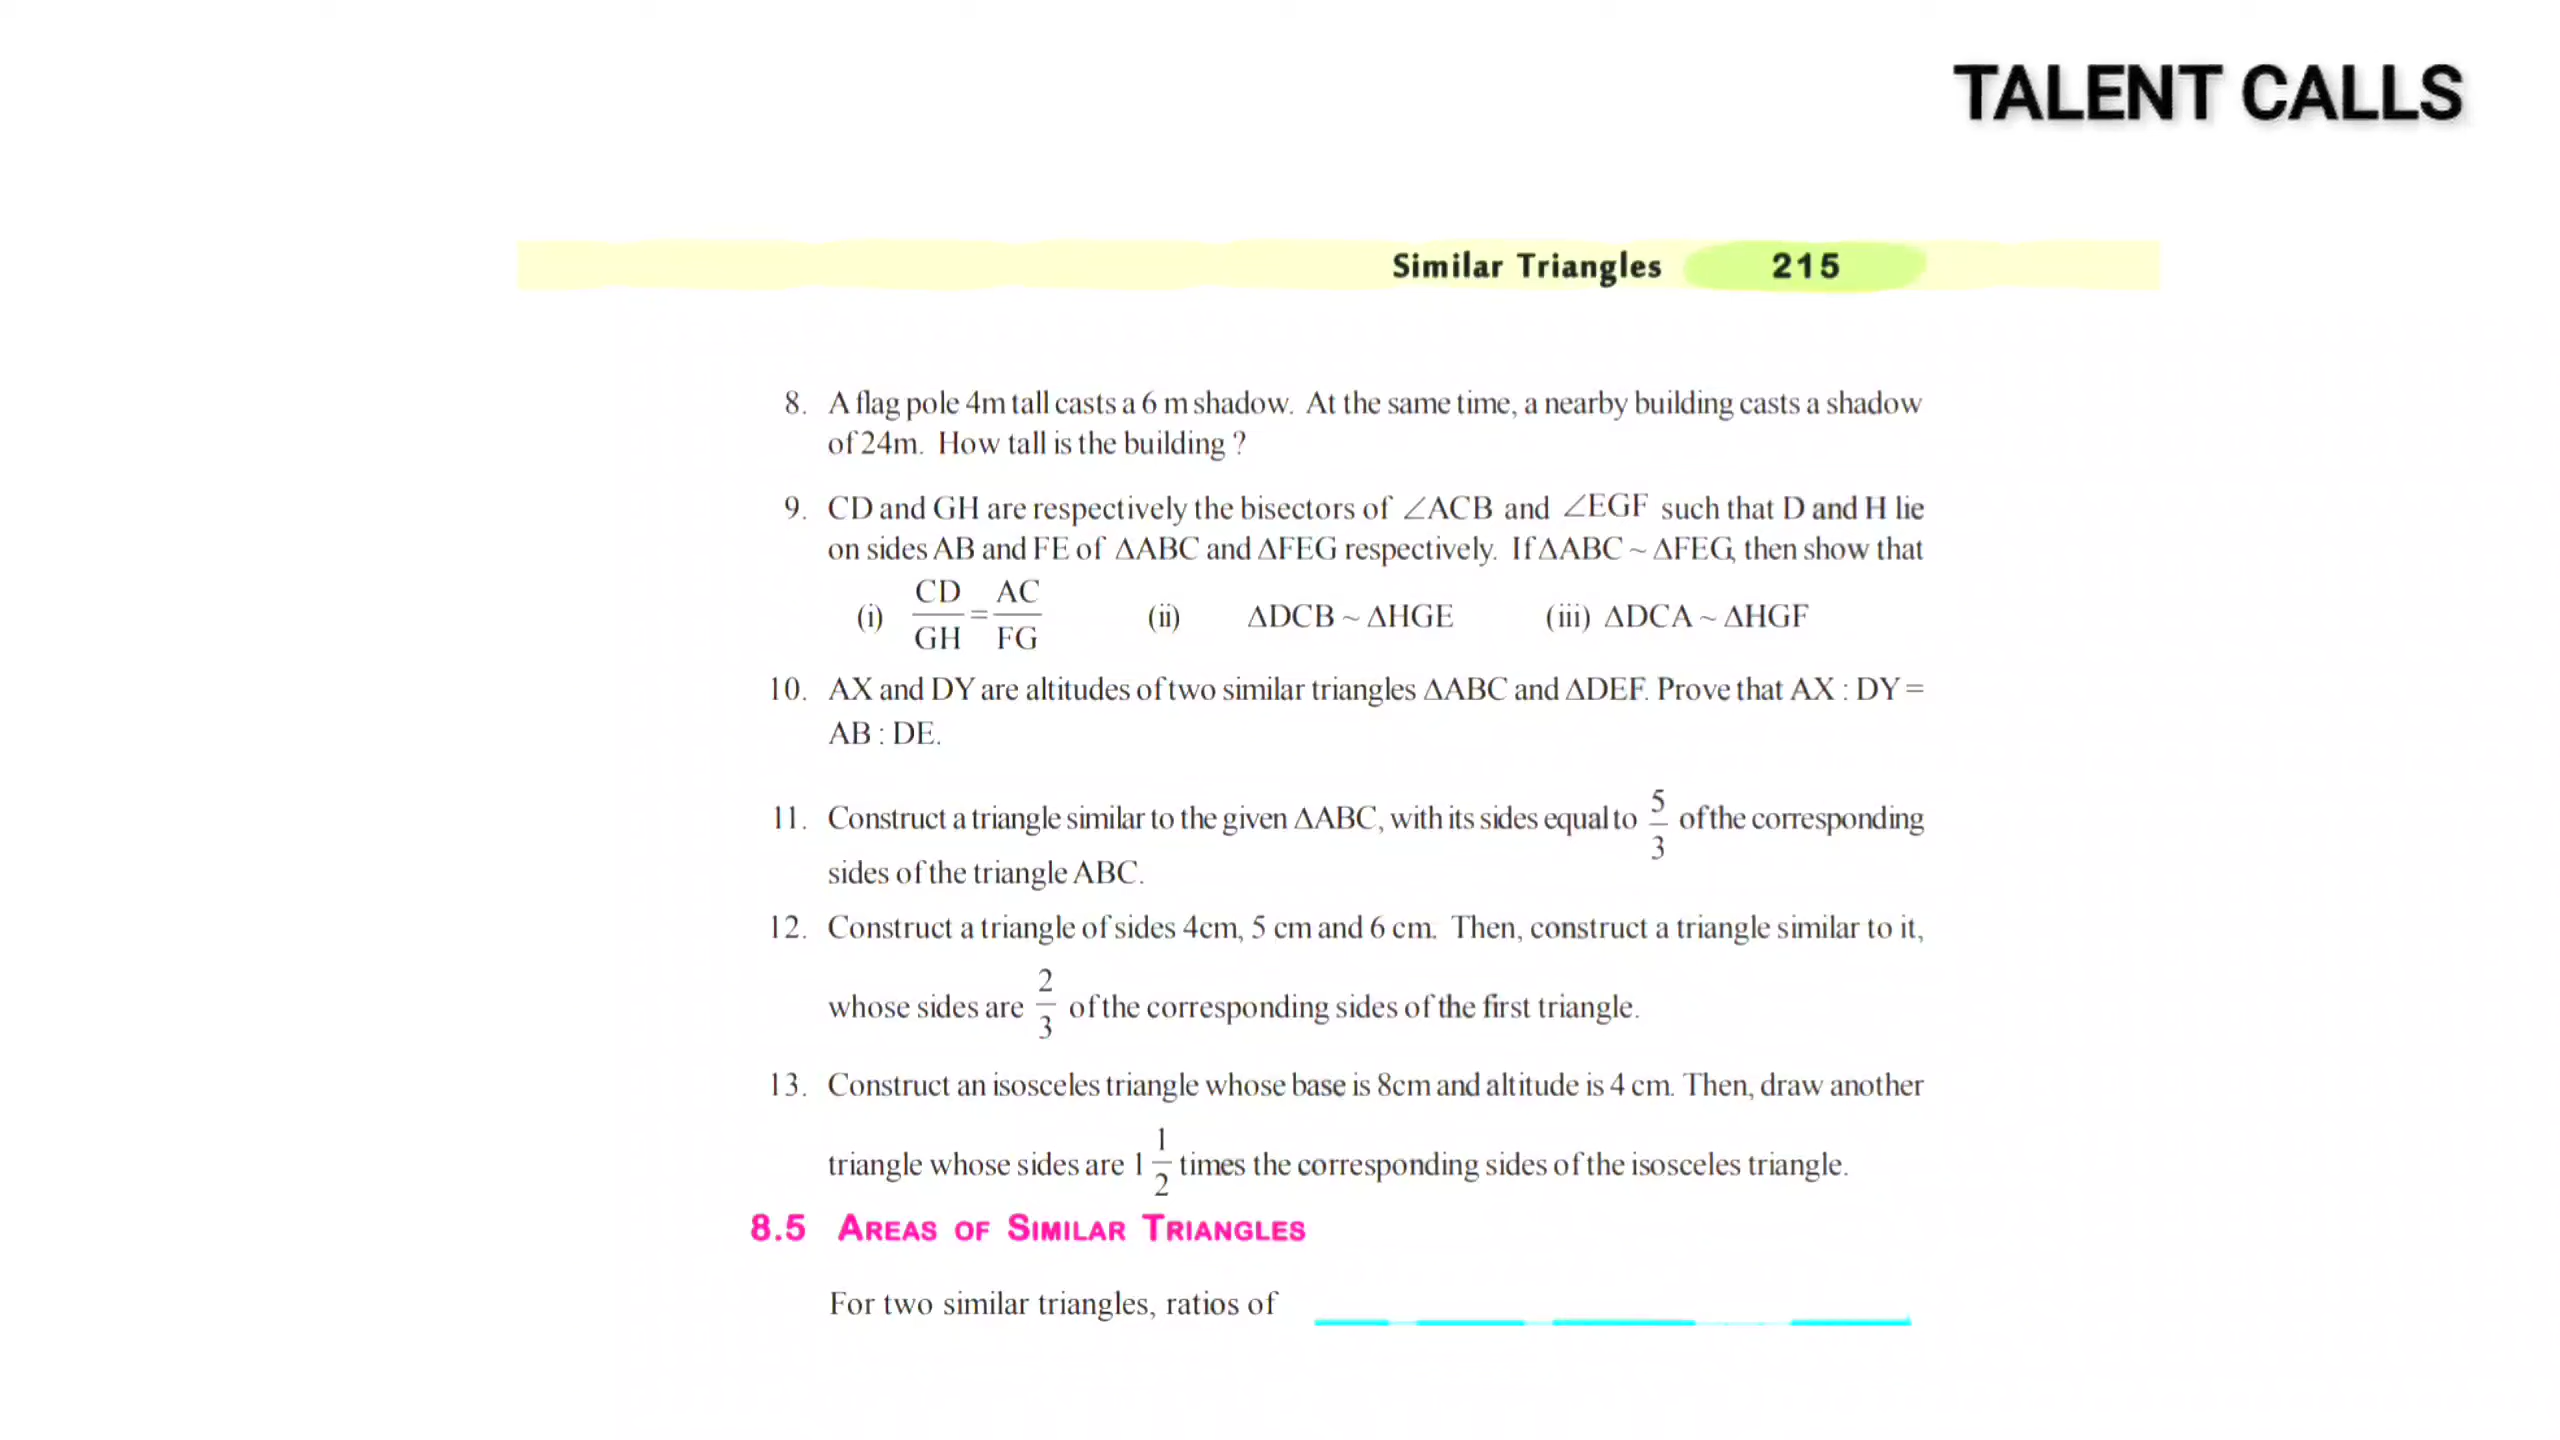 TALENT CALLS
Similar Triangles 215
8. A flag pole 4m tall casts a 6 m shadow. At the same time, a nearby building casts a shadow
of 24m. How tall is the building ?
9. CD and GH are respectively the bisectors of ∠ACB and ∠EGF such that D and H lie
on sides AB and FE of ΔABC and ΔFEG respectively. If ΔABC ~ ΔFEG, then show that
(i) CD/GH = AC/FG (ii) ΔDCB ~ ΔHGE (iii) ΔDCA ~ ΔHGF
10. AX and DY are altitudes of two similar triangles ΔABC and ΔDEF. Prove that AX : DY =
AB : DE.
11. Construct a triangle similar to the given ΔABC, with its sides equal to 5/3 of the corresponding
sides of the triangle ABC.
12. Construct a triangle of sides 4cm, 5 cm and 6 cm. Then, construct a triangle similar to it,
whose sides are 2/3 of the corresponding sides of the first triangle.
13. Construct an isosceles triangle whose base is 8cm and altitude is 4 cm. Then, draw another
triangle whose sides are 1 1/2 times the corresponding sides of the isosceles triangle.
8.5 AREAS OF SIMILAR TRIANGLES
For two similar triangles, ratios of